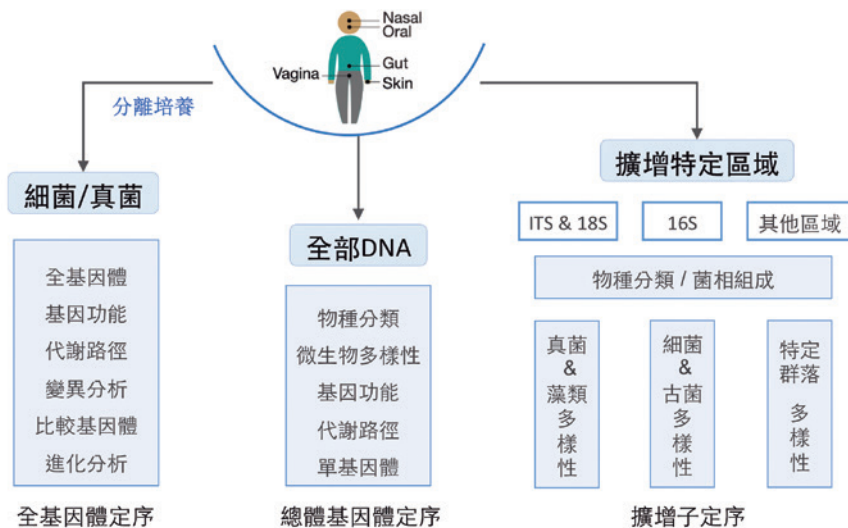 Nasal
Oral
Gut
Vagina
Skin
分離培養
細菌/真菌
全基因體
基因功能
代謝路徑
變異分析
比較基因體
進化分析
全基因體定序
全部DNA
物種分類
微生物多樣性
基因功能
代謝路徑
單基因體
總體基因體定序
擴增特定區域
ITS & 18S
16S
其他區域
物種分類 / 菌相組成
真菌
&
藻類
多
樣
性
細菌
&
古菌
多
樣
性
特定
群落
多
樣
性
擴增子定序